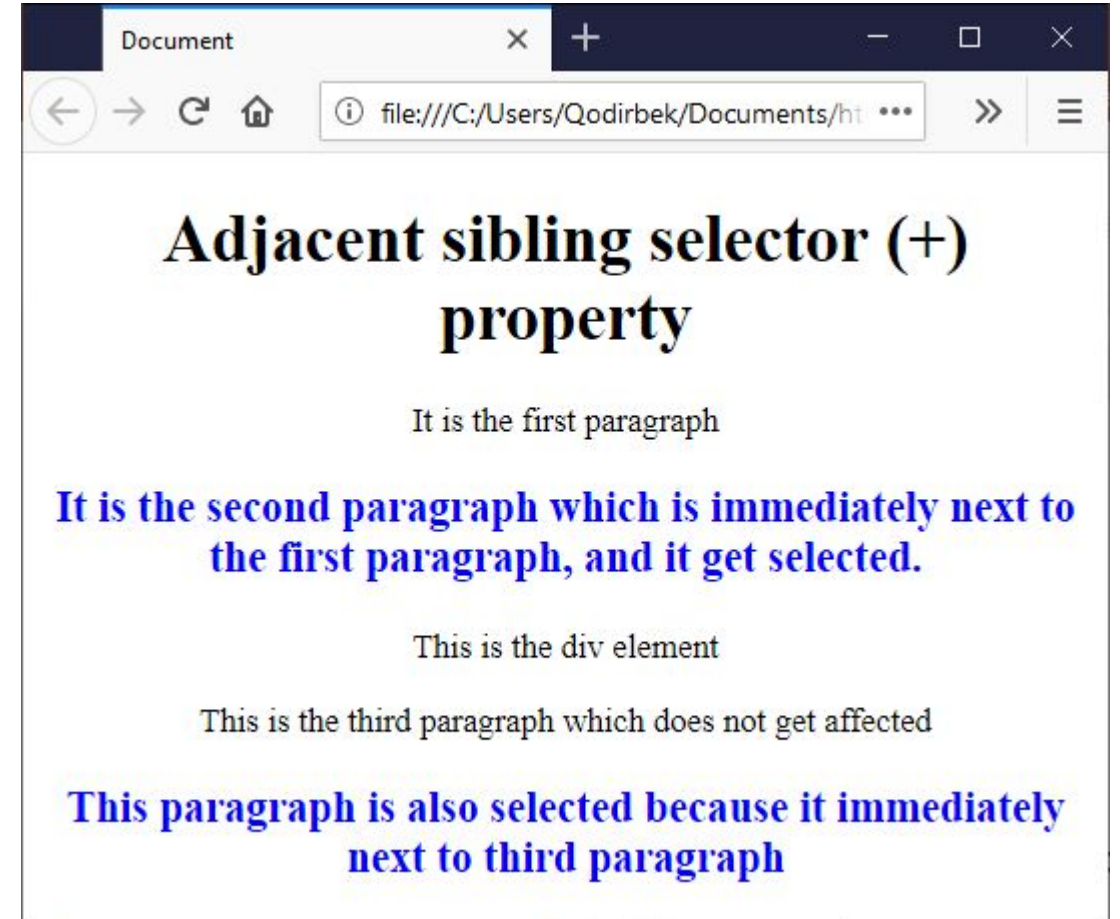 Document
file:///C:/Users/Qodirbek/Documents/ht
Adjacent sibling selector (+)
property
It is the first paragraph
It is the second paragraph which is immediately next to
the first paragraph, and it get selected.
This is the div element
This is the third paragraph which does not get affected
This paragraph is also selected because it immediately
next to third paragraph